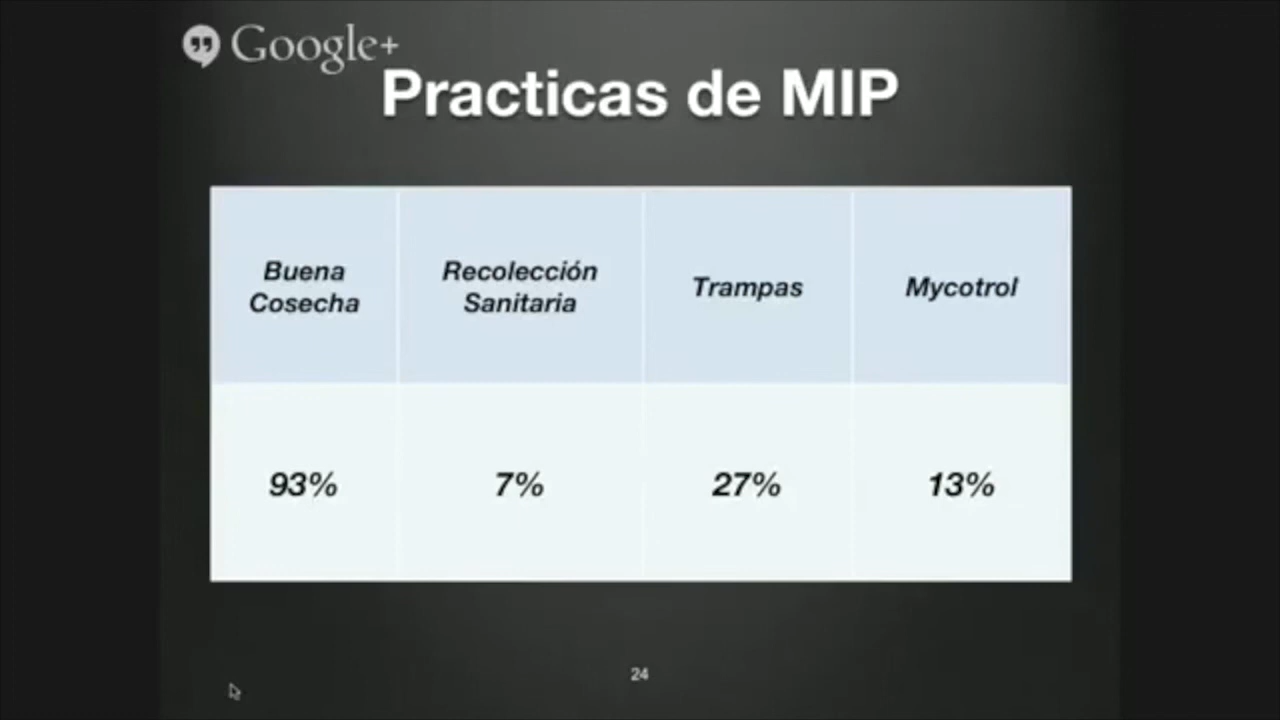 Google+
Practicas de MIP
Buena
Cosecha
Recolección
Sanitaria
Trampas
Mycotrol
93%
7%
27%
13%
24